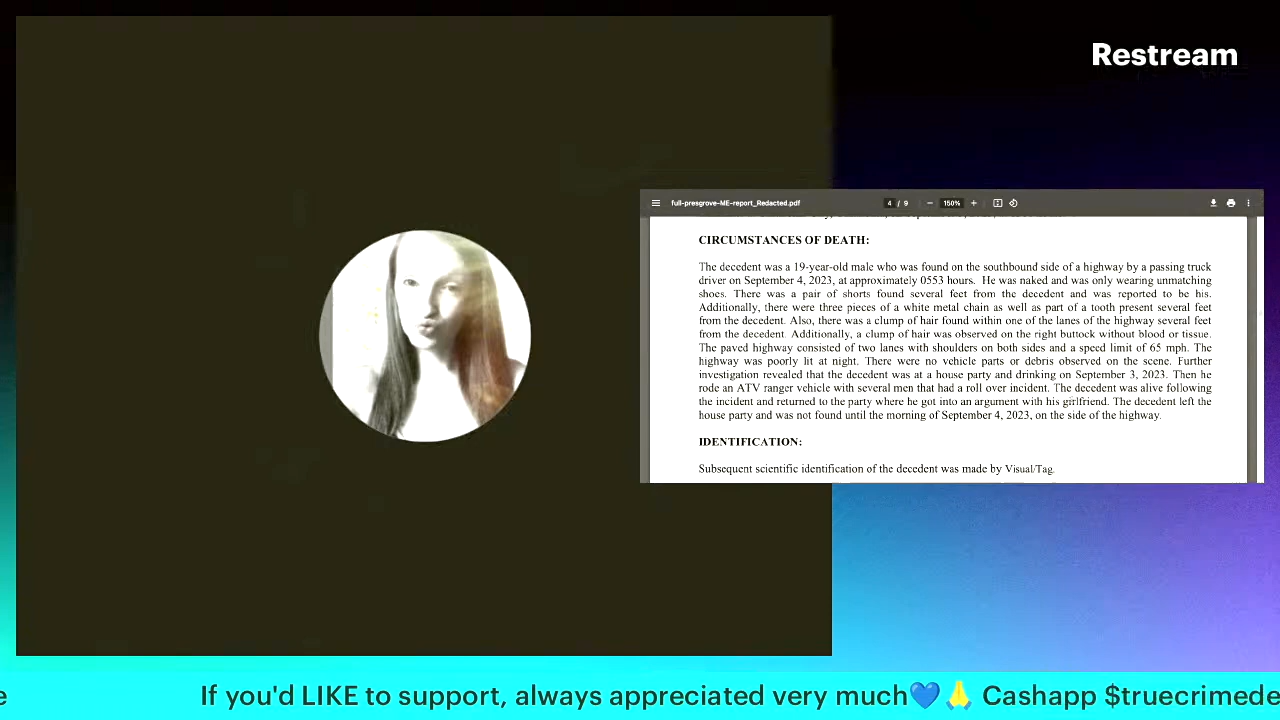 Restream
full-presgrove-ME-report_Redacted.pdf
4 / 9
150%
CIRCUMSTANCES OF DEATH:
The decedent was a 19-year-old male who was found on the southbound side of a highway by a passing truck
driver on September 4, 2023, at approximately 0553 hours. He was naked and was only wearing unmatching
shoes. There was a pair of shorts found several feet from the decedent and was reported to be his.
Additionally, there were three pieces of a white metal chain as well as part of a tooth present several feet
from the decedent. Also, there was a clump of hair found within one of the lanes of the highway several feet
from the decedent. Additionally, a clump of hair was observed on the right buttock without blood or tissue.
The paved highway consisted of two lanes with shoulders on both sides and a speed limit of 65 mph. The
highway was poorly lit at night. There were no vehicle parts or debris observed on the scene. Further
investigation revealed that the decedent was at a house party and drinking on September 3, 2023. Then he
rode an ATV ranger vehicle with several men that had a roll over incident. The decedent was alive following
the incident and returned to the party where he got into an argument with his girlfriend. The decedent left the
house party and was not found until the morning of September 4, 2023, on the side of the highway.
IDENTIFICATION:
Subsequent scientific identification of the decedent was made by Visual/Tag.
e If you'd LIKE to support, always appreciated very much💙🙏 Cashapp $truecrimede